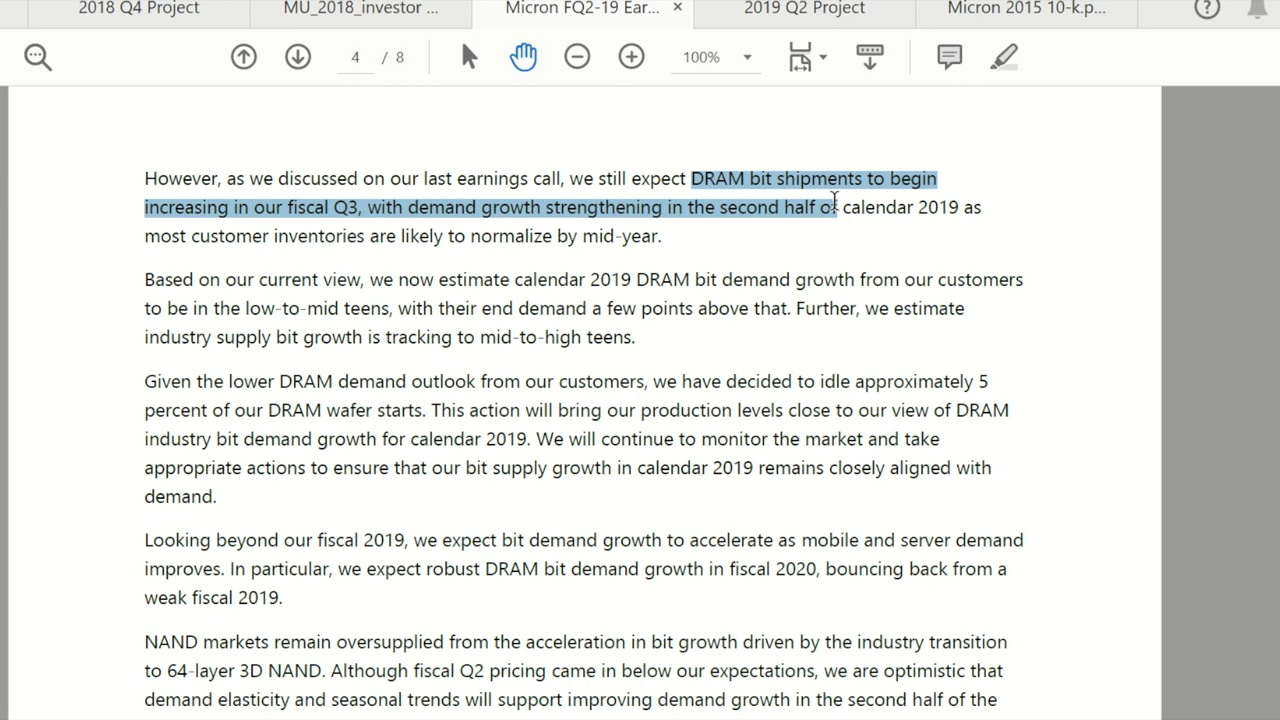 2018 Q4 Project MU_2018_investor ... Micron FQ2-19 Ear... × 2019 Q2 Project Micron 2015 10-k.p...
4 / 8 100%
However, as we discussed on our last earnings call, we still expect DRAM bit shipments to begin
increasing in our fiscal Q3, with demand growth strengthening in the second half of calendar 2019 as
most customer inventories are likely to normalize by mid-year.
Based on our current view, we now estimate calendar 2019 DRAM bit demand growth from our customers
to be in the low-to-mid teens, with their end demand a few points above that. Further, we estimate
industry supply bit growth is tracking to mid-to-high teens.
Given the lower DRAM demand outlook from our customers, we have decided to idle approximately 5
percent of our DRAM wafer starts. This action will bring our production levels close to our view of DRAM
industry bit demand growth for calendar 2019. We will continue to monitor the market and take
appropriate actions to ensure that our bit supply growth in calendar 2019 remains closely aligned with
demand.
Looking beyond our fiscal 2019, we expect bit demand growth to accelerate as mobile and server demand
improves. In particular, we expect robust DRAM bit demand growth in fiscal 2020, bouncing back from a
weak fiscal 2019.
NAND markets remain oversupplied from the acceleration in bit growth driven by the industry transition
to 64-layer 3D NAND. Although fiscal Q2 pricing came in below our expectations, we are optimistic that
demand elasticity and seasonal trends will support improving demand growth in the second half of the